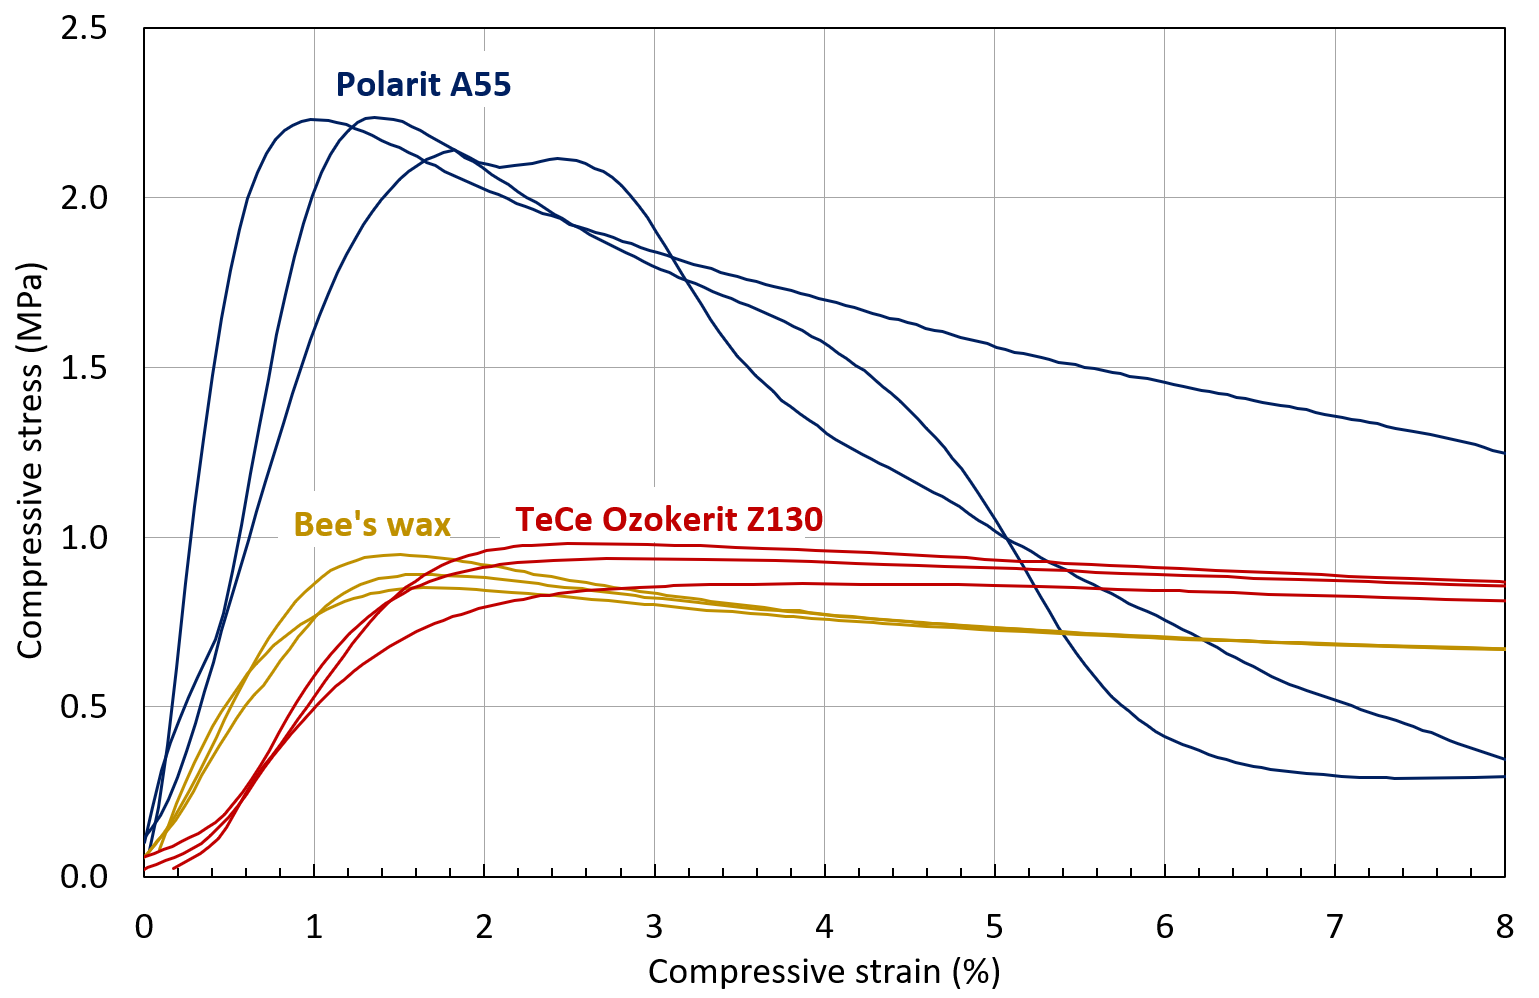 2.5
Polarit A55
2.0
Compressive stress (MPa)
1.5
Bee's wax
TeCe Ozokerit Z130
1.0
0.5
0.0
0 1 2 3 4 5 6 7 8
Compressive strain (%)